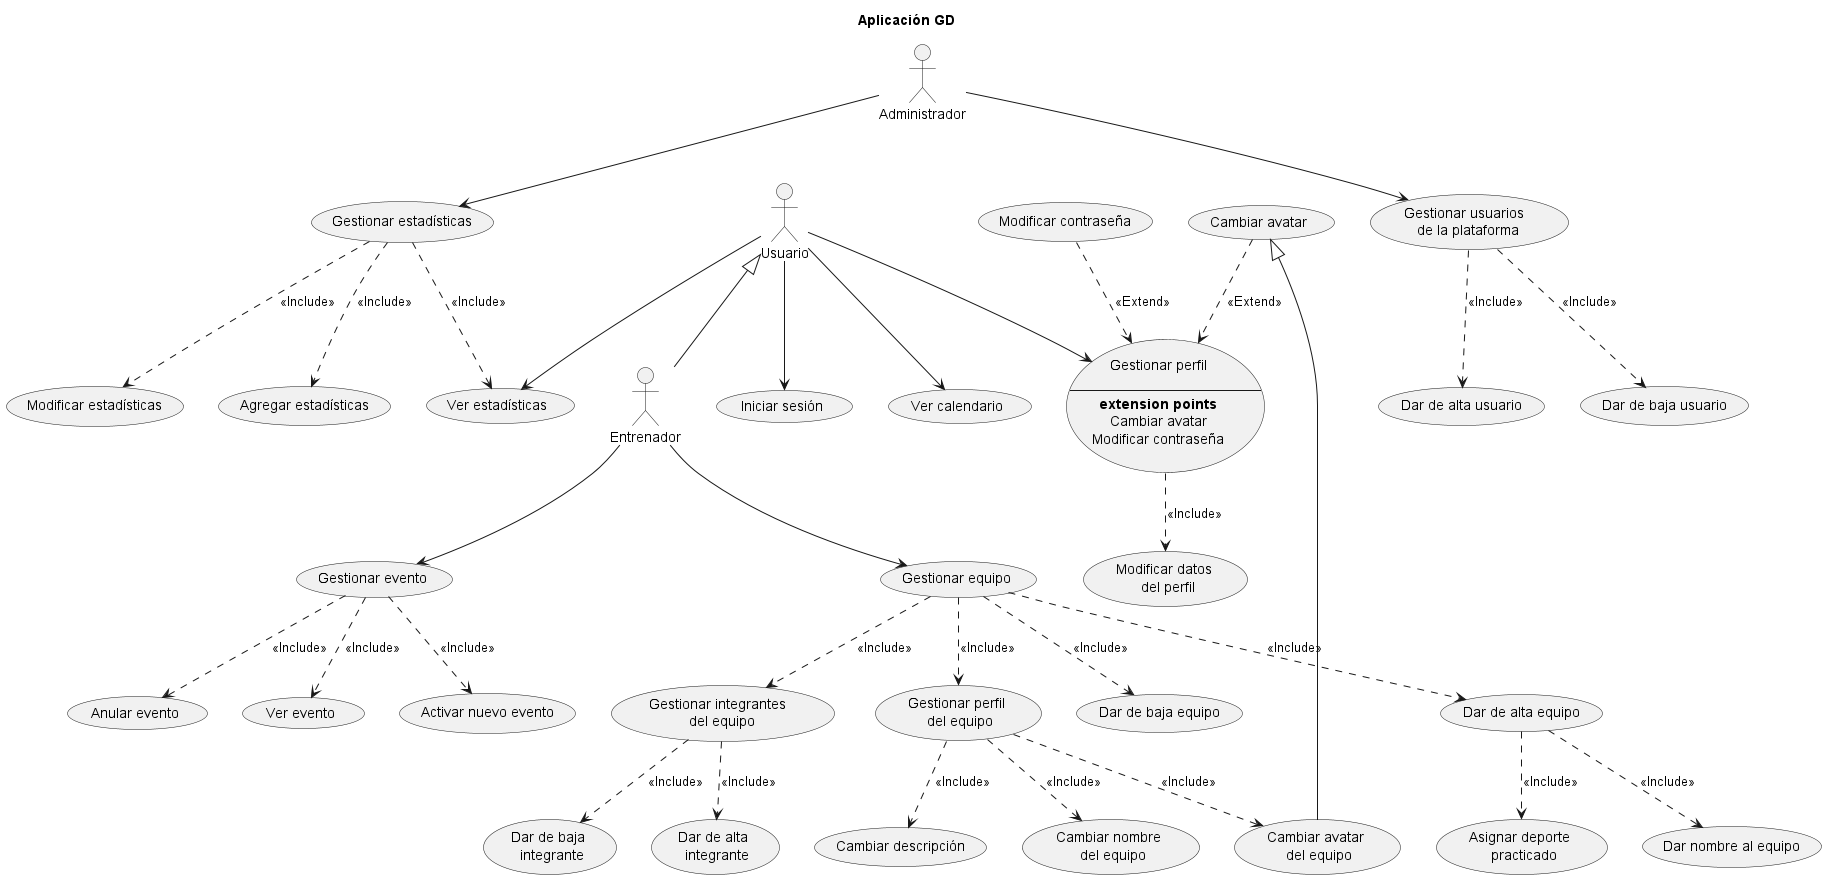 Aplicación GD
Administrador
Usuario
Modificar contraseña
Cambiar avatar
Gestionar usuarios
de la plataforma
Gestionar estadísticas
«Include»
«Include»
«Include»
«Extend»
«Extend»
«Include»
«Include»
Gestionar perfil
extension points
Cambiar avatar
Modificar contraseña
Modificar estadísticas
Agregar estadísticas
Ver estadísticas
Iniciar sesión
Ver calendario
Dar de alta usuario
Dar de baja usuario
Entrenador
«Include»
Modificar datos
del perfil
Gestionar evento
Gestionar equipo
«Include»
«Include»
«Include»
«Include»
«Include»
«Include»
«Include»
Anular evento
Ver evento
Activar nuevo evento
Gestionar integrantes
del equipo
Gestionar perfil
del equipo
Dar de baja equipo
Dar de alta equipo
«Include»
«Include»
«Include»
«Include»
«Include»
«Include»
«Include»
Dar de baja
integrante
Dar de alta
integrante
Cambiar descripción
Cambiar nombre
del equipo
Cambiar avatar
del equipo
Asignar deporte
practicado
Dar nombre al equipo